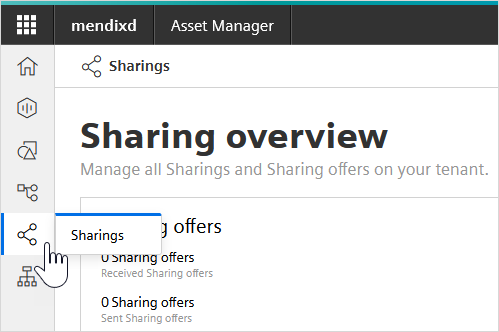 mendixd Asset Manager
Sharings
Sharing overview
Manage all Sharings and Sharing offers on your tenant.
Sharings
g offers
0 Sharing offers
Received Sharing offers
0 Sharing offers
Sent Sharing offers